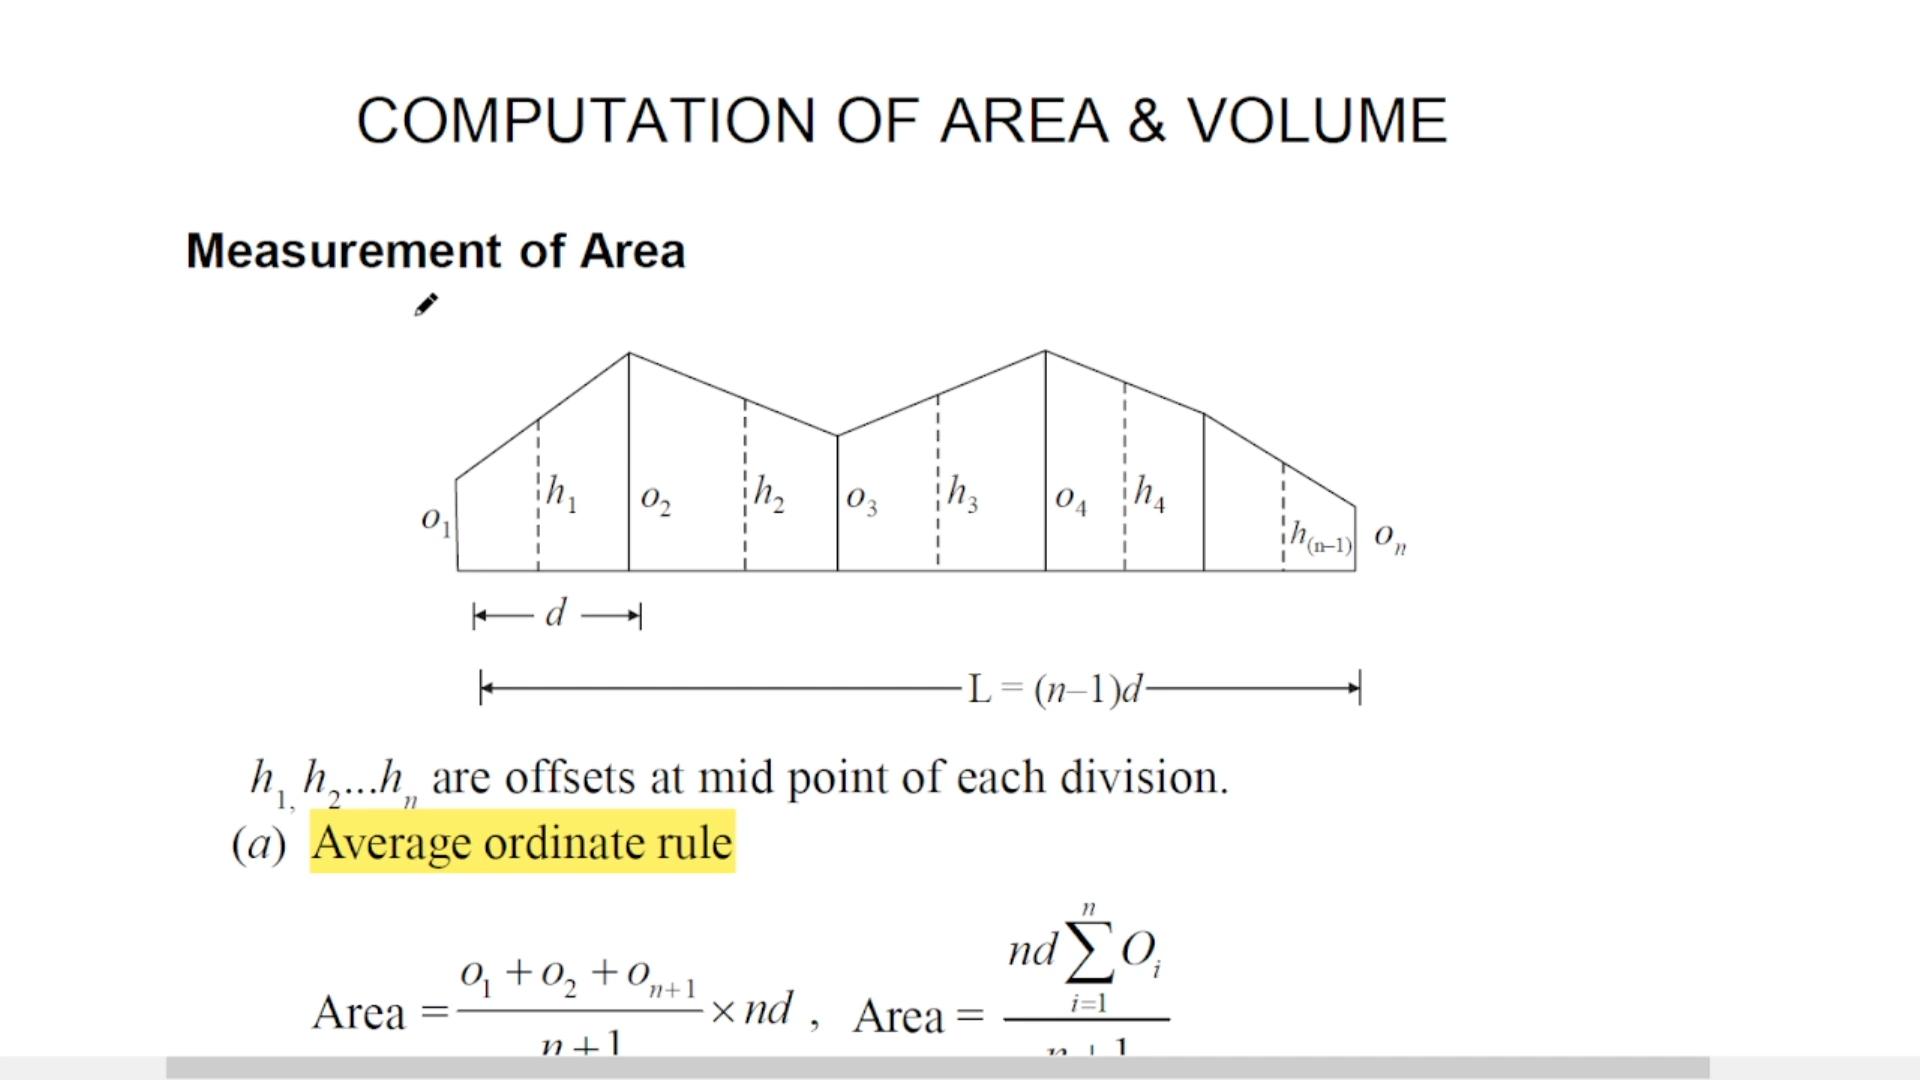 COMPUTATION OF AREA & VOLUME
Measurement of Area
o₁ h₁ o₂ h₂ o₃ h₃ o₄ h₄ h₍ₙ₋₁₎ oₙ
d
L = (n–1)d
h₁, h₂...hₙ are offsets at mid point of each division.
(a) Average ordinate rule
Area = (o₁ + o₂ + oₙ₊₁)/(n + 1) × nd , Area = (nd ∑ⁿᵢ₌₁ Oᵢ)/(n + 1)